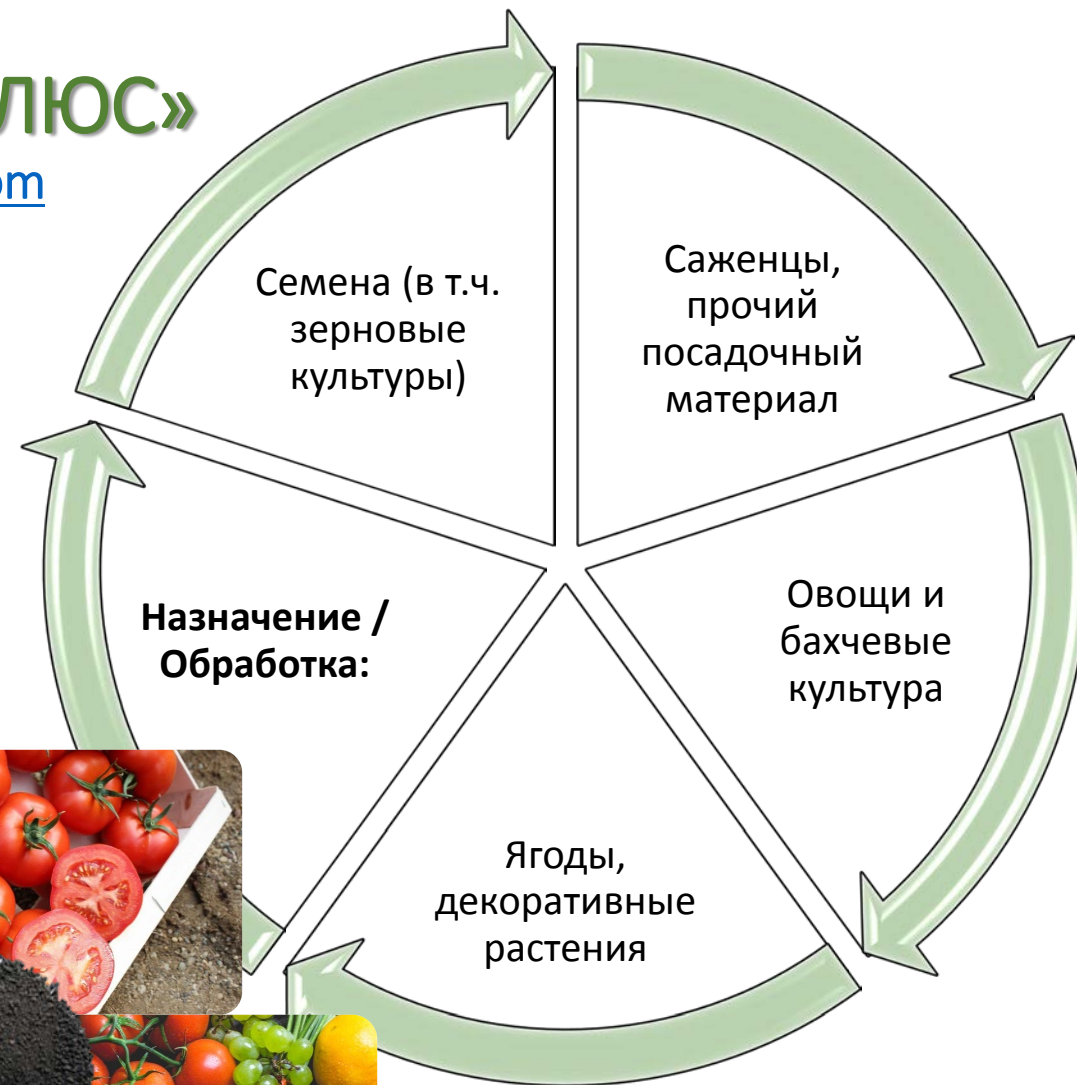 ЛЮС»
om
Семена (в т.ч.
зерновые
культуры)
Саженцы,
прочий
посадочный
материал
Назначение /
Обработка:
Овощи и
бахчевые
культура
Ягоды,
декоративные
растения